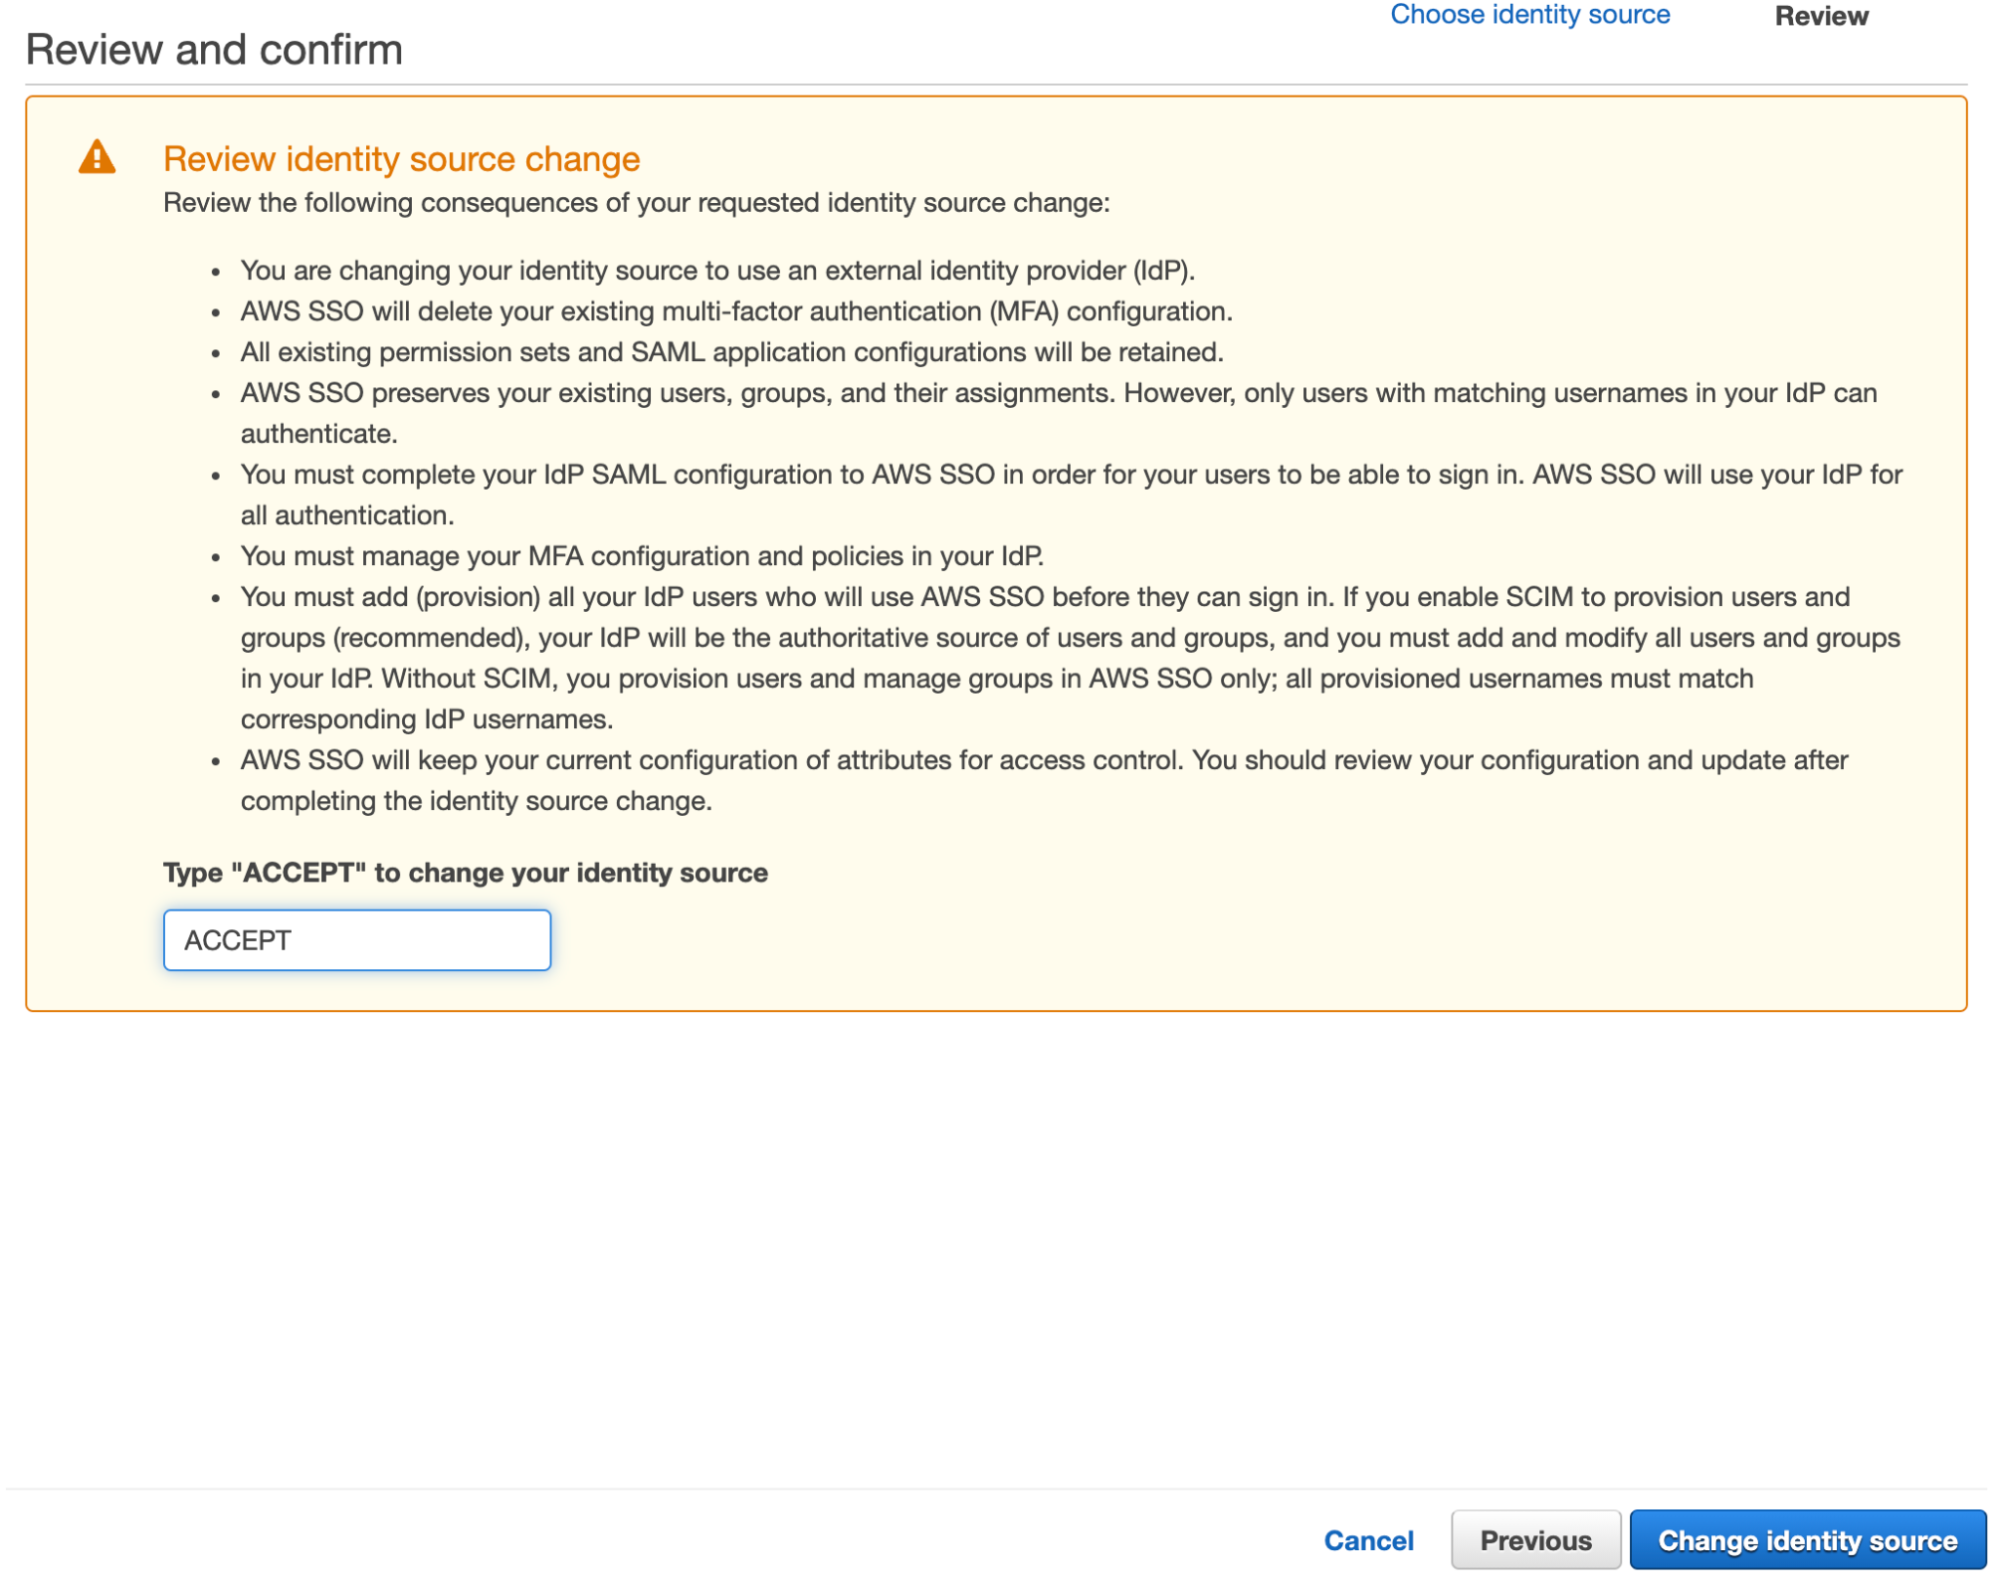 Choose identity source
Review
Review and confirm
Review identity source change
Review the following consequences of your requested identity source change:
• You are changing your identity source to use an external identity provider (IdP).
• AWS SSO will delete your existing multi-factor authentication (MFA) configuration.
• All existing permission sets and SAML application configurations will be retained.
• AWS SSO preserves your existing users, groups, and their assignments. However, only users with matching usernames in your IdP can
authenticate.
• You must complete your IdP SAML configuration to AWS SSO in order for your users to be able to sign in. AWS SSO will use your IdP for
all authentication.
• You must manage your MFA configuration and policies in your IdP.
• You must add (provision) all your IdP users who will use AWS SSO before they can sign in. If you enable SCIM to provision users and
groups (recommended), your IdP will be the authoritative source of users and groups, and you must add and modify all users and groups
in your IdP. Without SCIM, you provision users and manage groups in AWS SSO only; all provisioned usernames must match
corresponding IdP usernames.
• AWS SSO will keep your current configuration of attributes for access control. You should review your configuration and update after
completing the identity source change.
Type "ACCEPT" to change your identity source
ACCEPT
Cancel
Previous
Change identity source